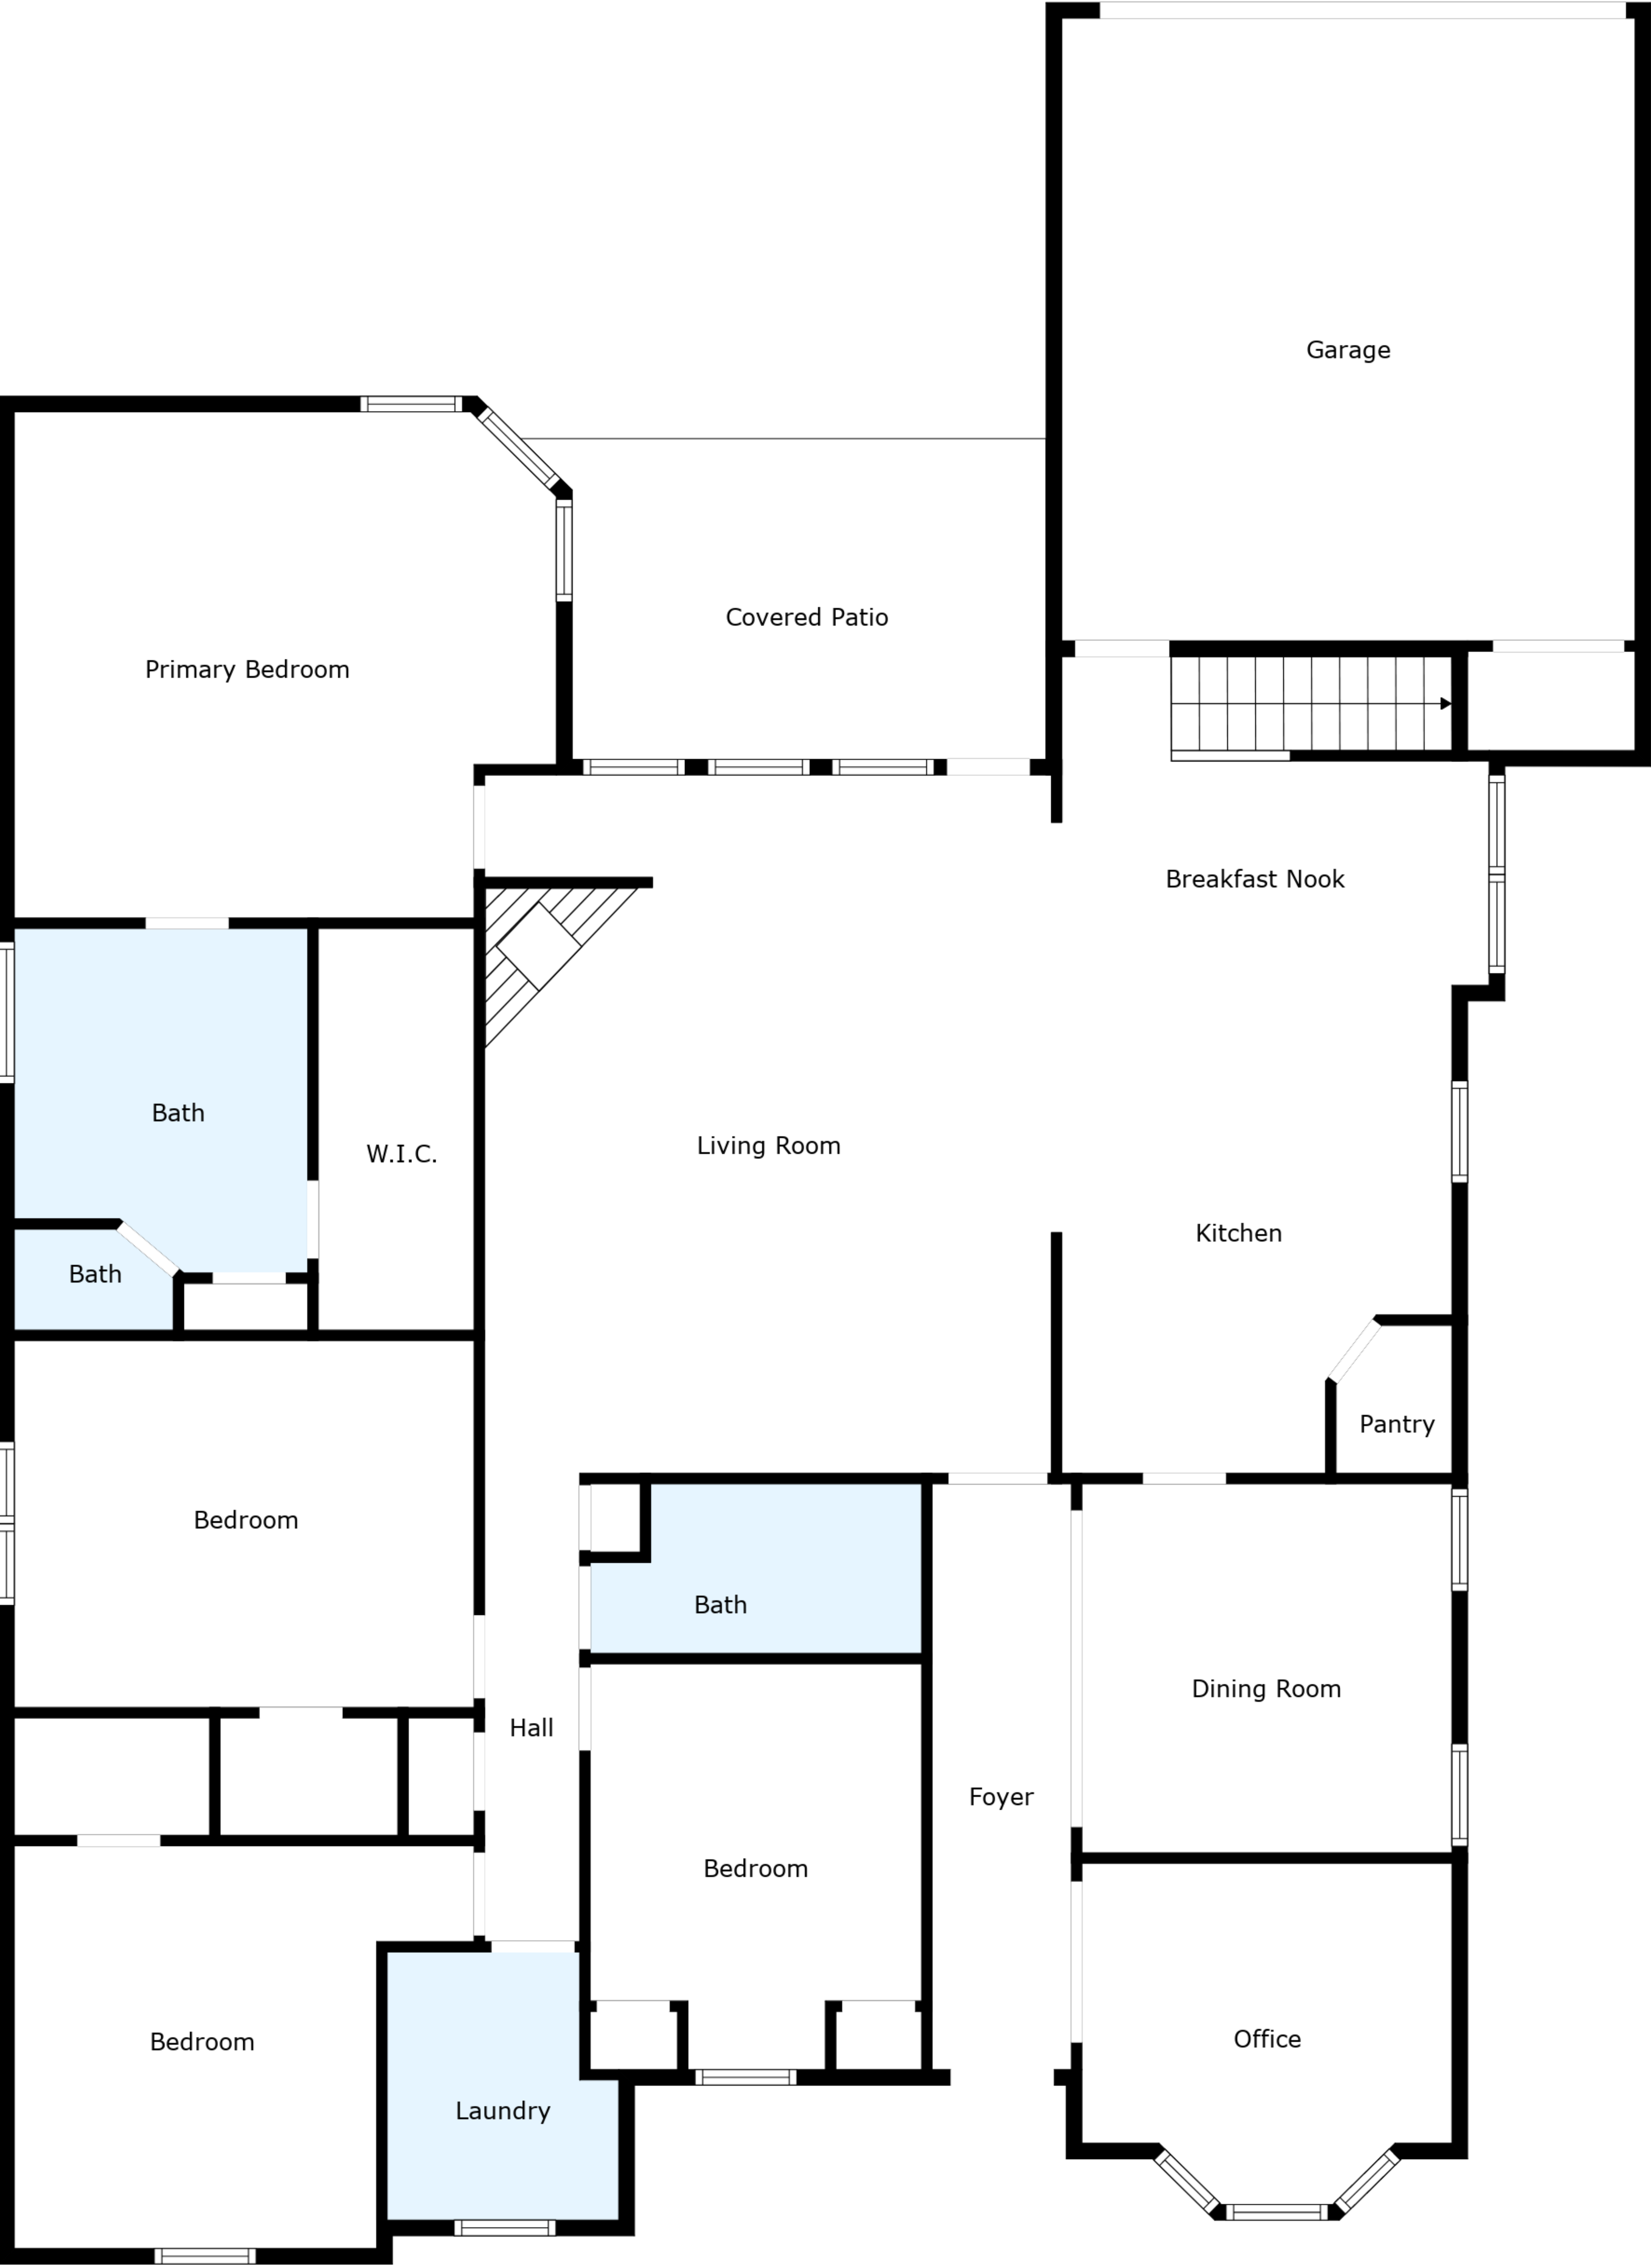 Garage
Covered Patio
Primary Bedroom
Breakfast Nook
Bath
Living Room
W.I.C.
Kitchen
Bath
Pantry
Bedroom
Bath
Dining Room
Hall
Foyer
Bedroom
Office
Bedroom
Laundry